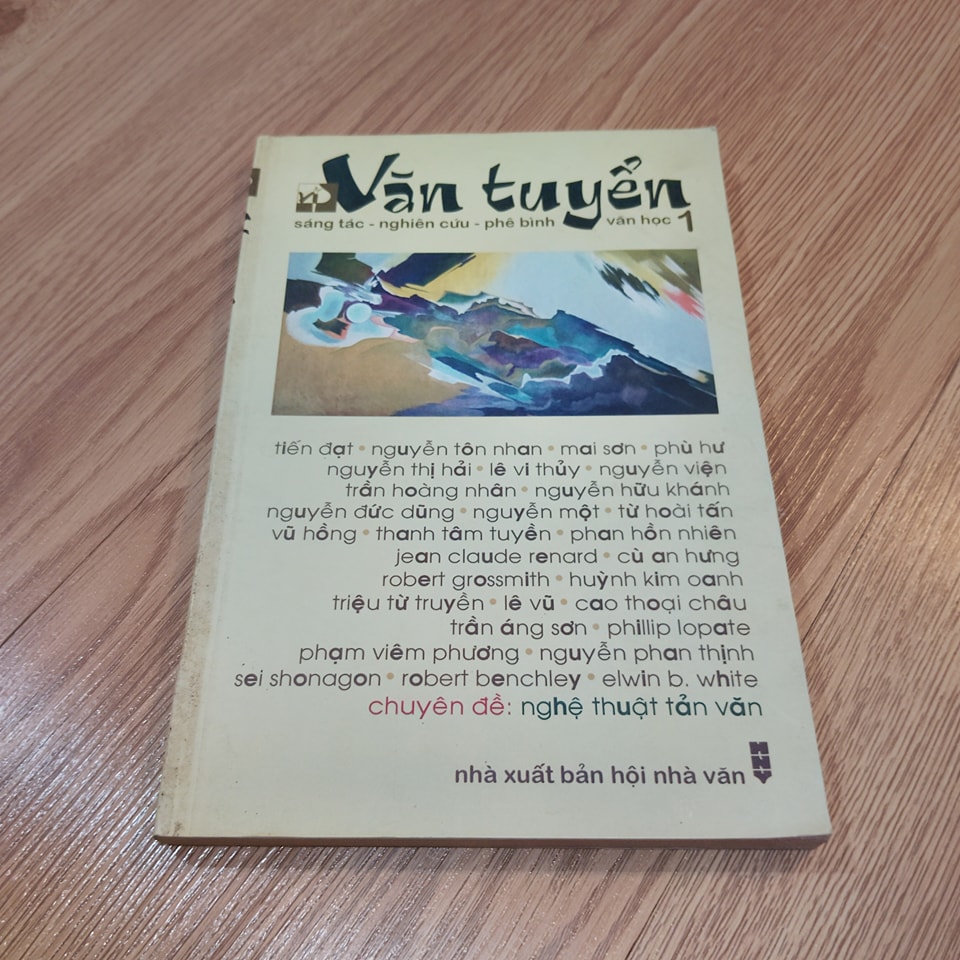 Văn tuyển
sáng tác - nghiên cứu - phê bình văn học 1
tiến đạt • nguyễn tôn nhan • mai sơn • phù hư
nguyễn thị hải • lê vi thủy • nguyễn viện
trần hoàng nhân • nguyễn hữu khánh
nguyễn đức dũng • nguyễn một • từ hoài tấn
vũ hồng • thanh tâm tuyền • phan hồn nhiên
jean claude renard • cù an hưng
robert grossmith • huỳnh kim oanh
triệu từ truyền • lê vũ • cao thoại châu
trần áng sơn • phillip lopate
phạm viêm phương • nguyễn phan thịnh
sei shonagon • robert benchley • elwin b. white
chuyên đề: nghệ thuật tản văn
nhà xuất bản hội nhà văn
HNV